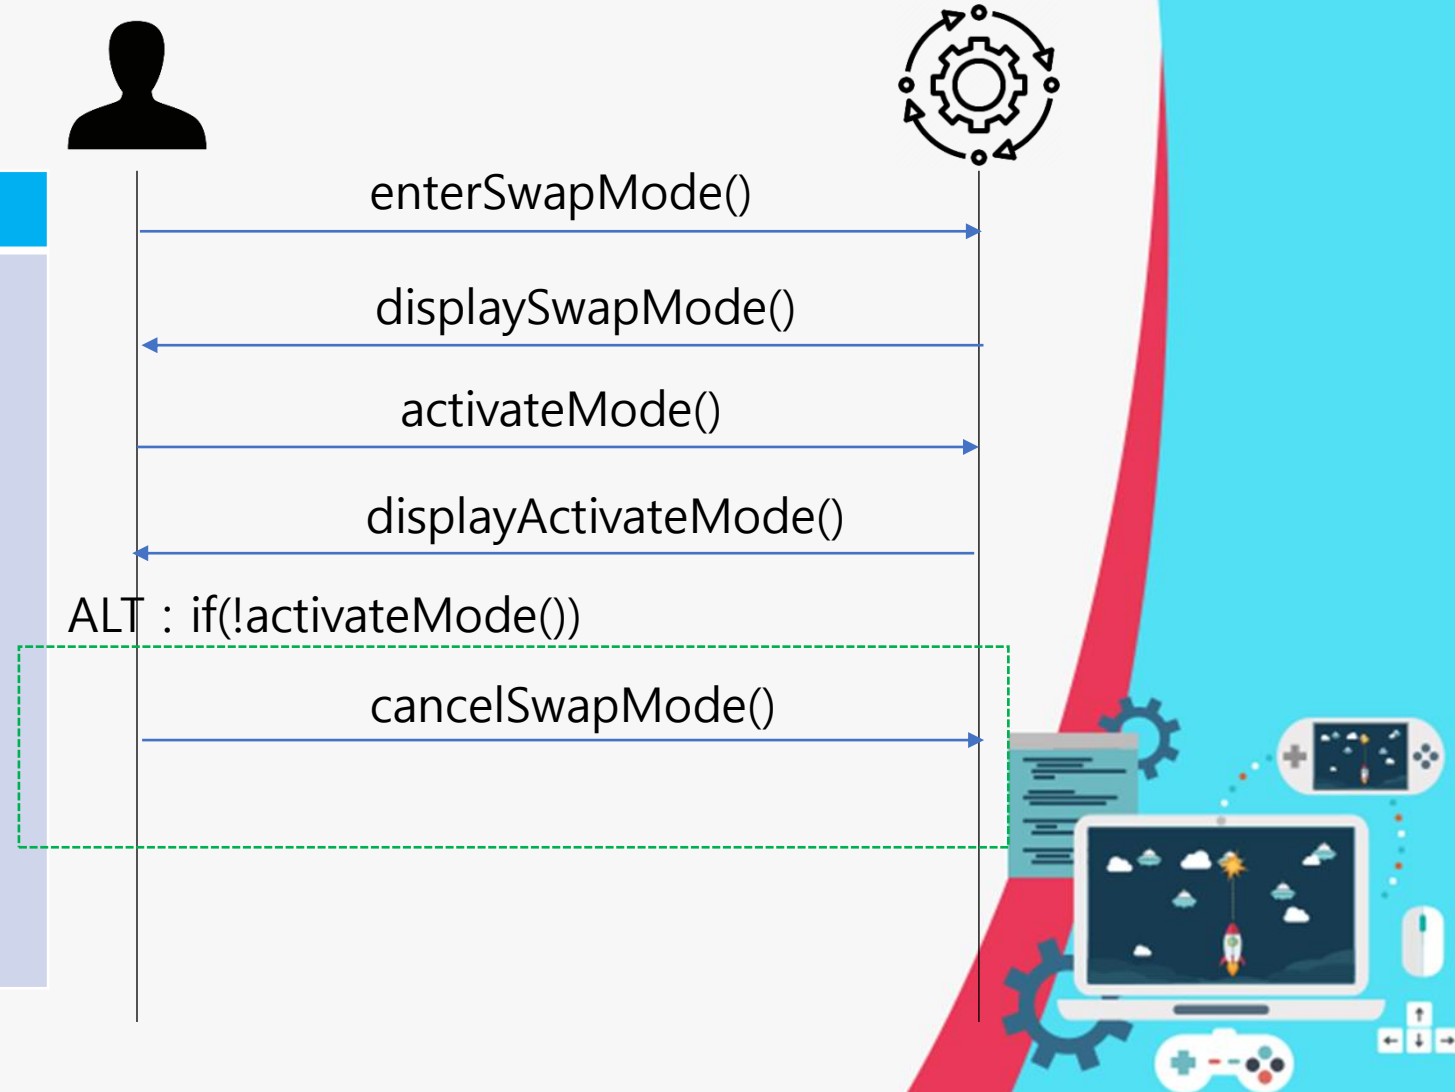 enterSwapMode()
displaySwapMode()
activateMode()
displayActivateMode()
ALT : if(!activateMode())
cancelSwapMode()